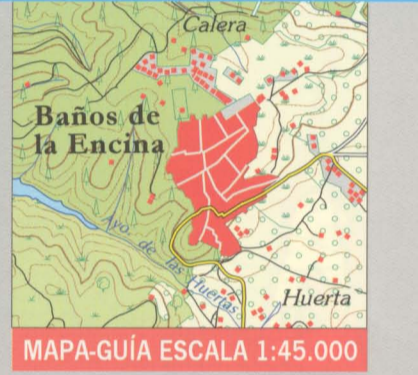 Calera
Baños de
la Encina
Ayo. de las Huertas
Huerta
MAPA-GUÍA ESCALA 1:45.000